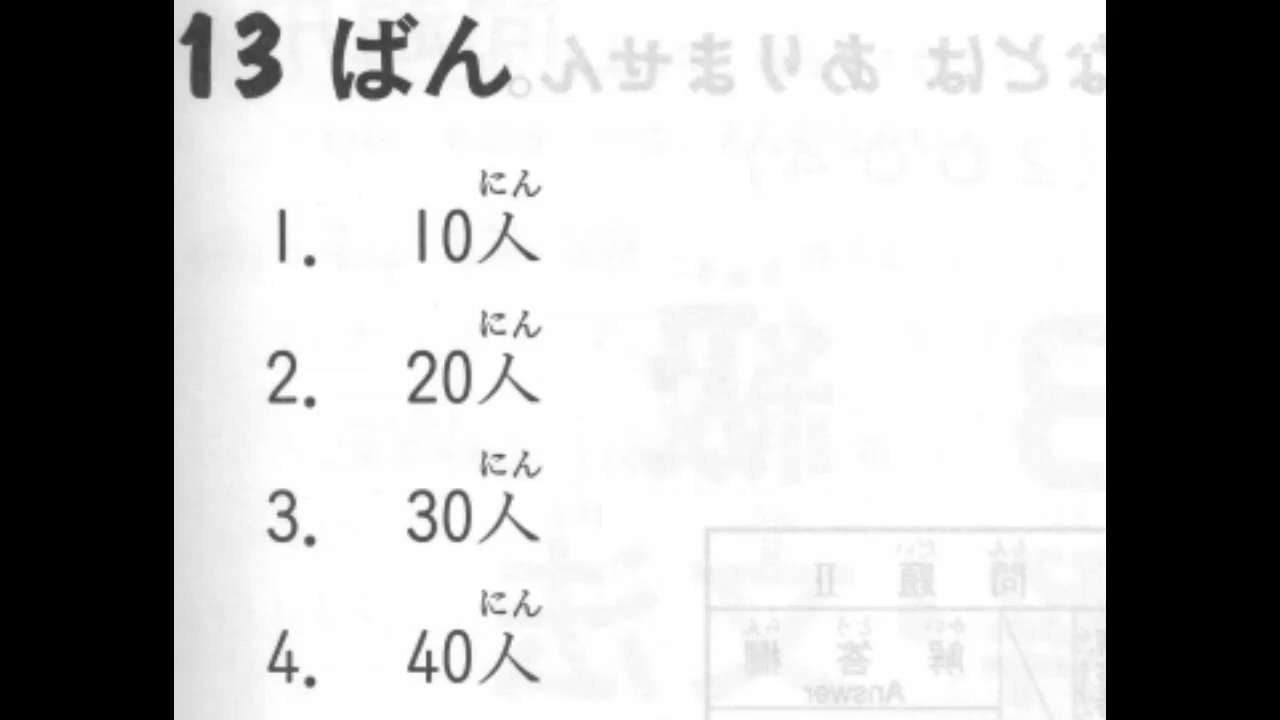 13 ばん
にん
1. 10人
にん
2. 20人
にん
3. 30人
にん
4. 40人